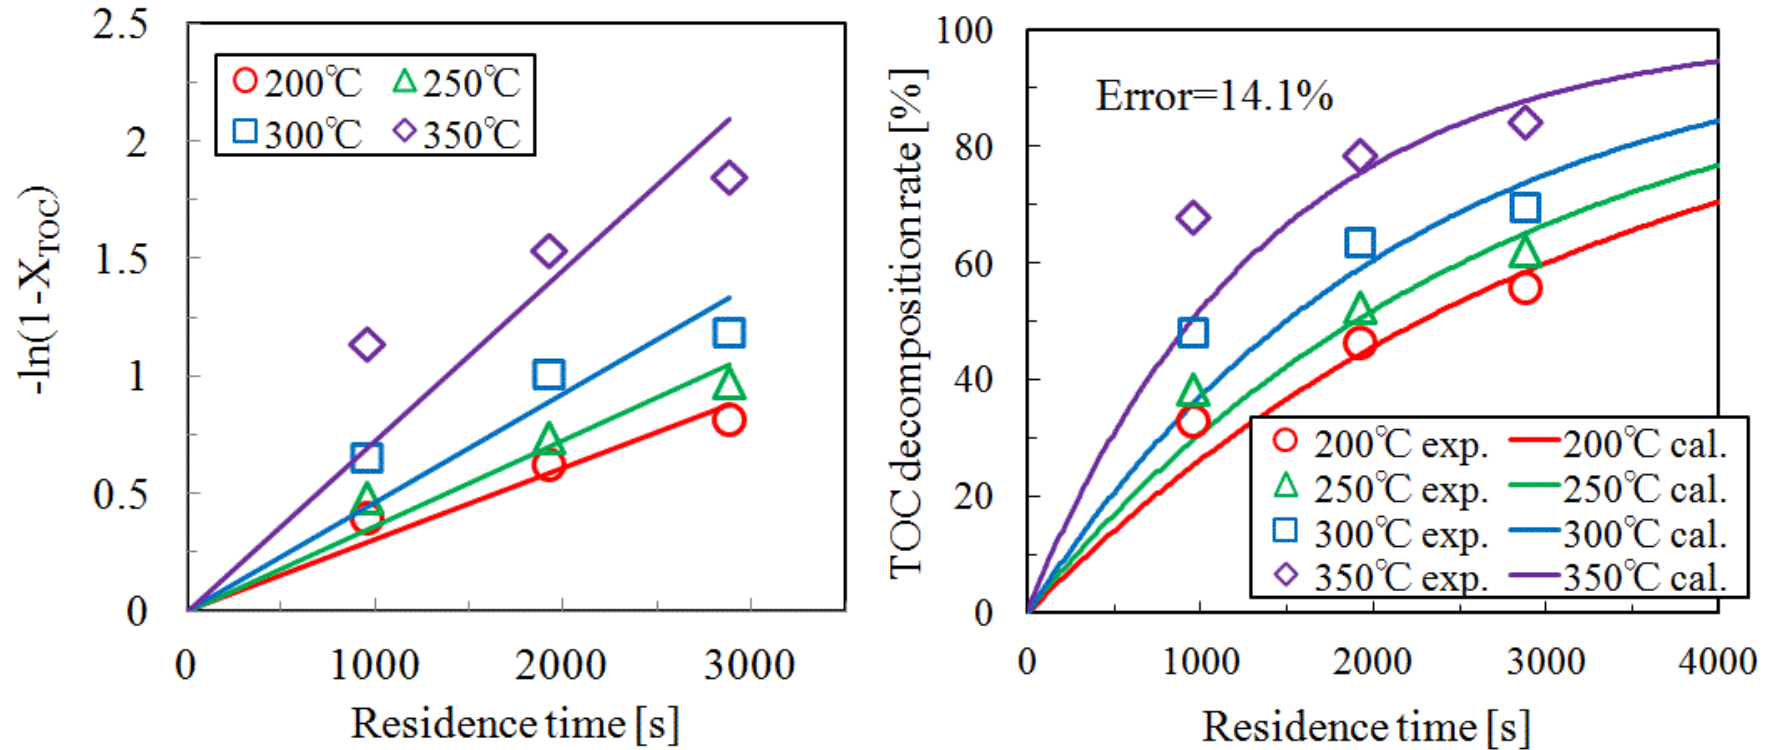 2.5
2
1.5
1
0.5
0
-ln(1-XTOC)
200℃ 250℃
300℃ 350℃
0 1000 2000 3000
Residence time [s]
100
80
60
40
20
0
TOC decomposition rate [%]
Error=14.1%
200℃ exp. 200℃ cal.
250℃ exp. 250℃ cal.
300℃ exp. 300℃ cal.
350℃ exp. 350℃ cal.
0 1000 2000 3000 4000
Residence time [s]